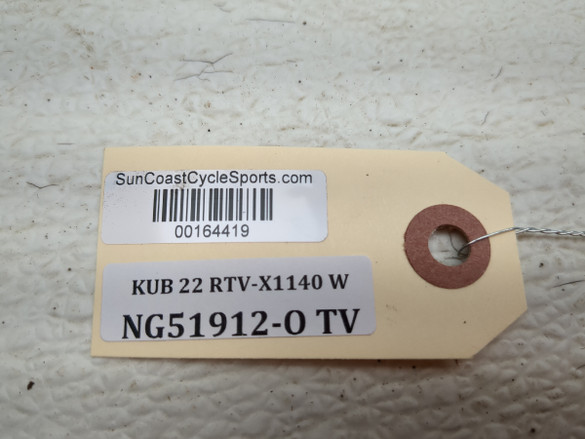 SunCoastCycleSports.com
00164419
KUB 22 RTV-X1140 W
NG51912-O TV